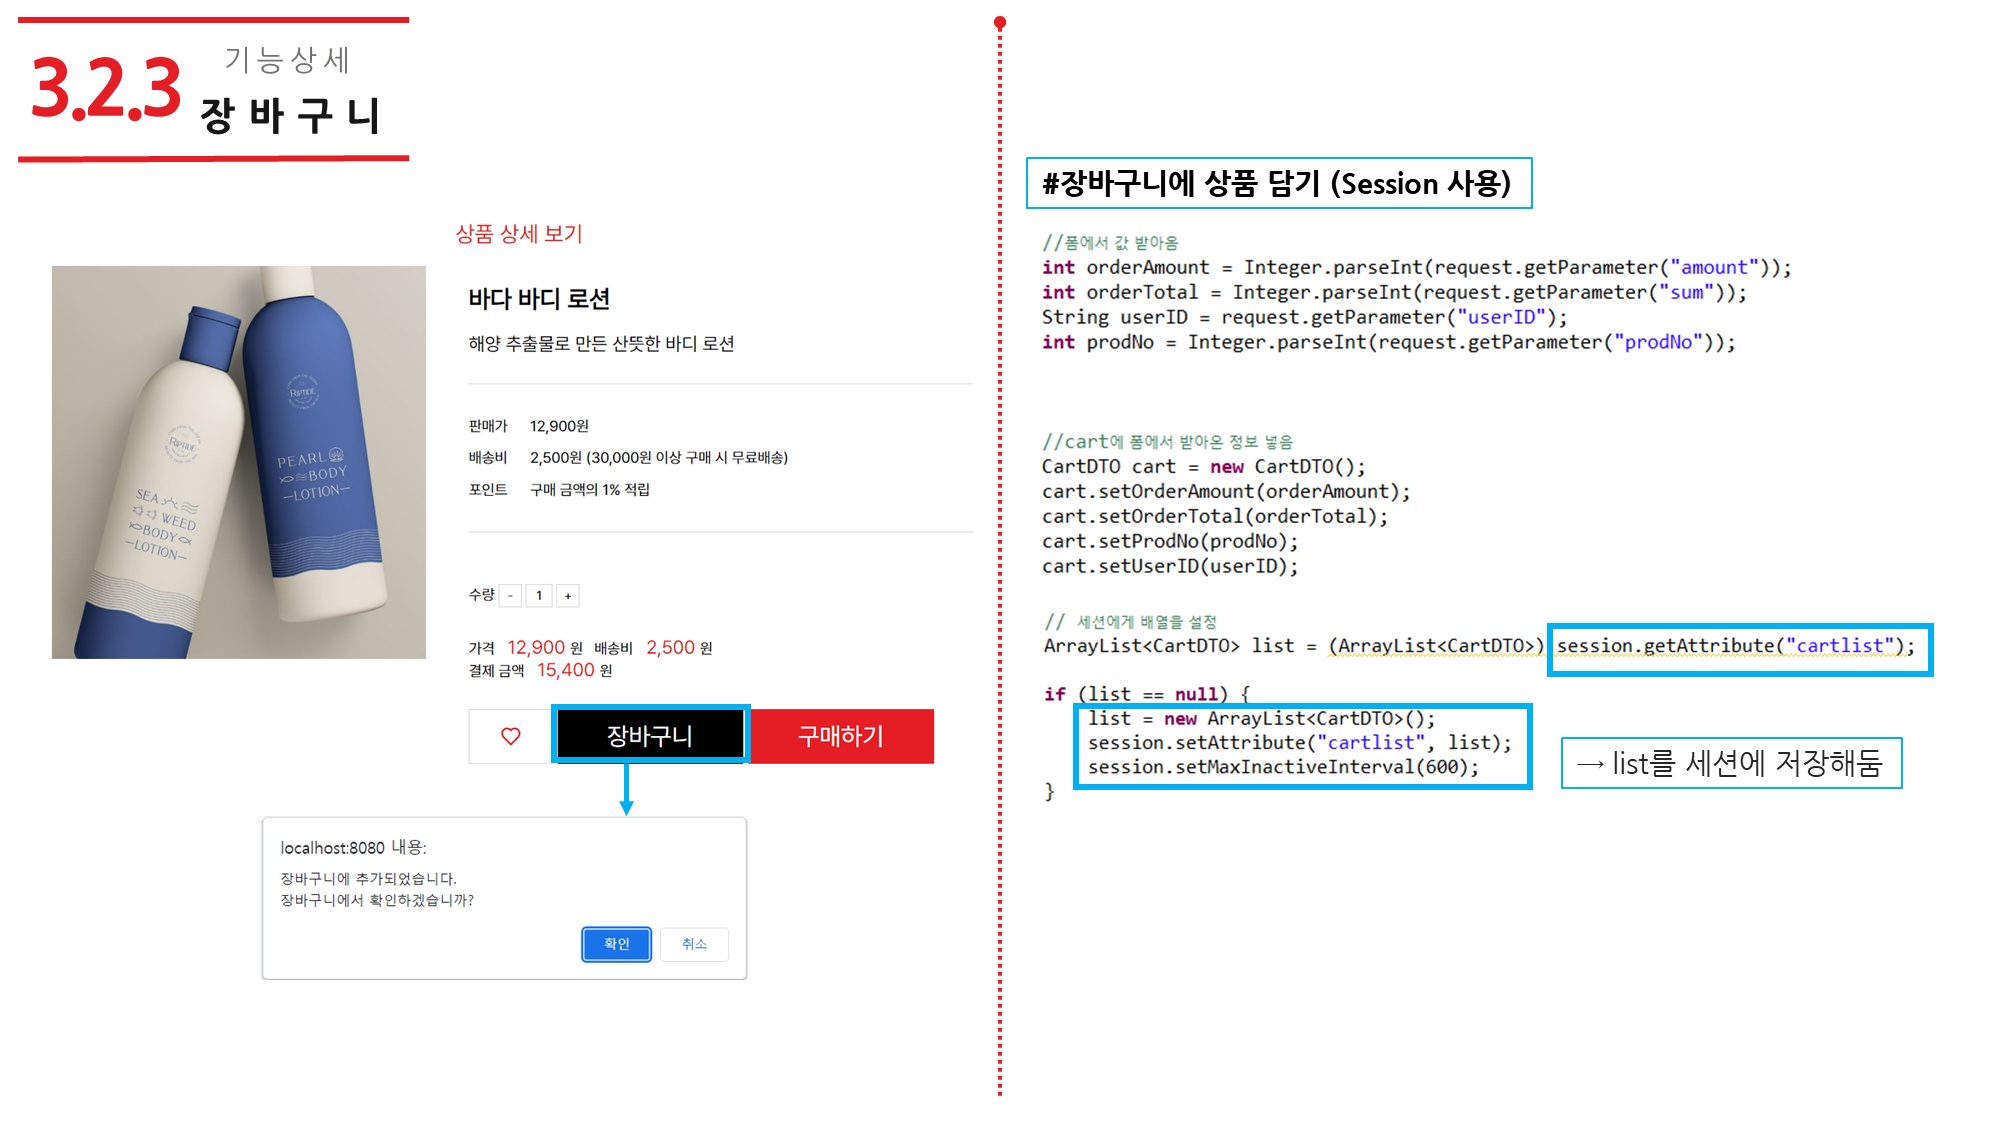 3.2.3
기능상세
장바구니
상품 상세 보기
RIPTIDE
SEA
WEED
BODY
LOTION
RIPTIDE
PEARL
BODY
LOTION
바다 바디 로션
해양 추출물로 만든 산뜻한 바디 로션
판매가 12,900원
배송비 2,500원 (30,000원 이상 구매 시 무료배송)
포인트 구매 금액의 1% 적립
수량 - 1 +
가격 12,900 원 배송비 2,500 원
결제 금액 15,400 원
장바구니 구매하기
localhost:8080 내용:
장바구니에 추가되었습니다.
장바구니에서 확인하겠습니까?
확인 취소
#장바구니에 상품 담기 (Session 사용)
//폼에서 값 받아옴
int orderAmount = Integer.parseInt(request.getParameter("amount"));
int orderTotal = Integer.parseInt(request.getParameter("sum"));
String userID = request.getParameter("userID");
int prodNo = Integer.parseInt(request.getParameter("prodNo"));
//cart에 폼에서 받아온 정보 넣음
CartDTO cart = new CartDTO();
cart.setOrderAmount(orderAmount);
cart.setOrderTotal(orderTotal);
cart.setProdNo(prodNo);
cart.setUserID(userID);
// 세션에게 배열을 설정
ArrayList<CartDTO> list = (ArrayList<CartDTO>) session.getAttribute("cartlist");
if (list == null) {
list = new ArrayList<CartDTO>();
session.setAttribute("cartlist", list);
session.setMaxInactiveInterval(600);
}
→ list를 세션에 저장해둠